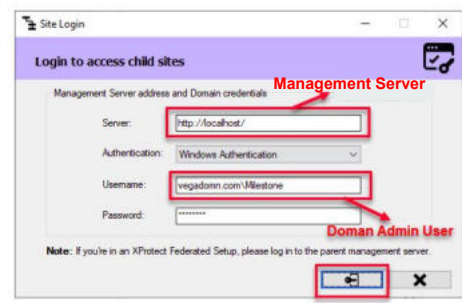 Site Login
Login to access child sites
Management Server
Management Server address and Domain credentials
Server: http://localhost/
Authentication: Windows Authentication
Username: vegadomn.com\Milestone
Password: ********
Doman Admin User
Note: If you're in an XProtect Federated Setup, please log in to the parent management server.